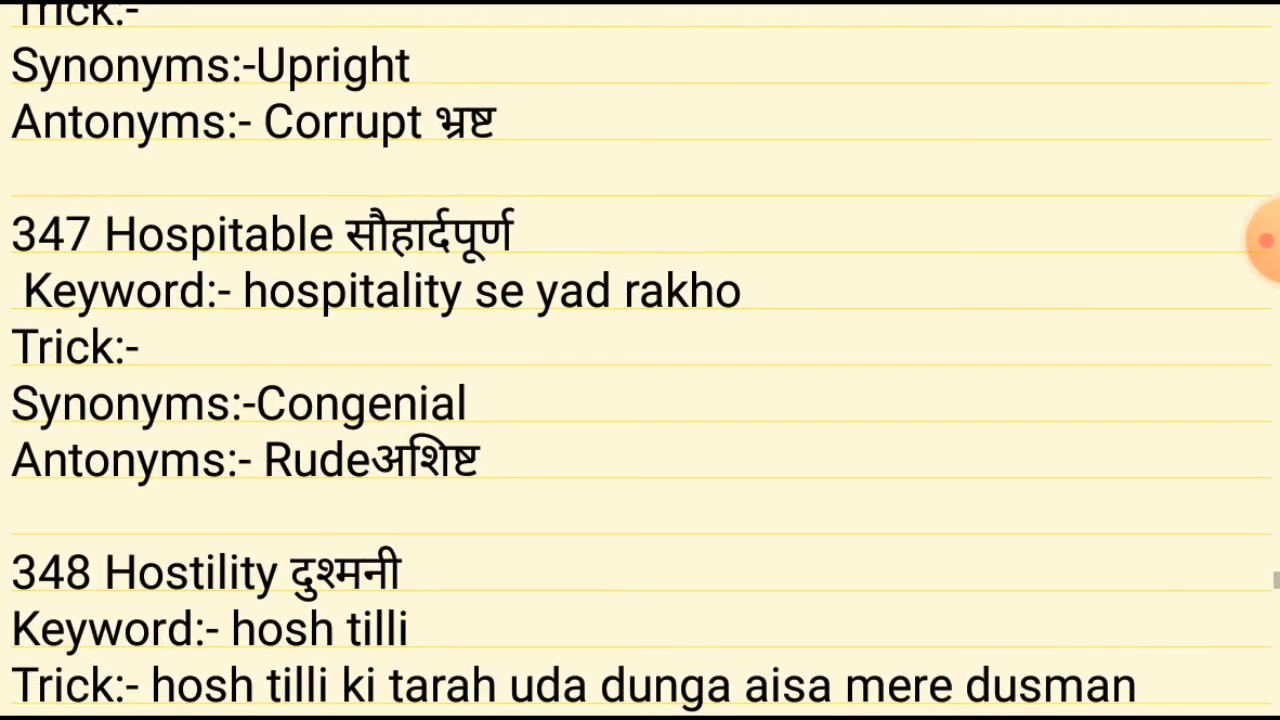 Trick:-
Synonyms:-Upright
Antonyms:- Corrupt भ्रष्ट
347 Hospitable सौहार्दपूर्ण
Keyword:- hospitality se yad rakho
Trick:-
Synonyms:-Congenial
Antonyms:- Rudeअशिष्ट
348 Hostility दुश्मनी
Keyword:- hosh tilli
Trick:- hosh tilli ki tarah uda dunga aisa mere dusman